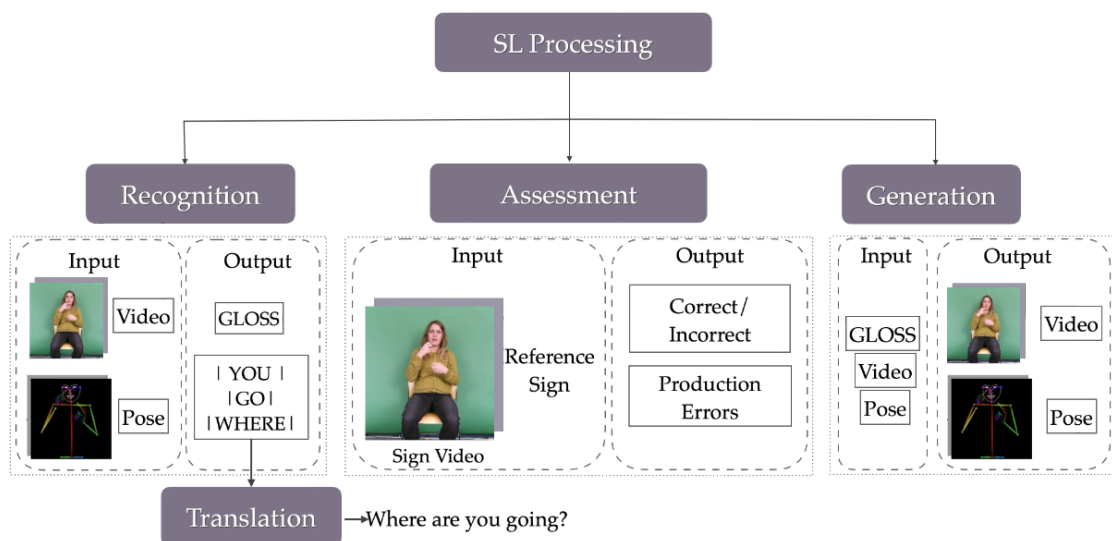 SL Processing
Recognition
Assessment
Generation
Input
Output
Video
GLOSS
Pose
| YOU |
|GO|
|WHERE|
Translation
Where are you going?
Input
Output
Reference
Sign
Sign Video
Correct/
Incorrect
Production
Errors
Input
Output
GLOSS
Video
Pose
Video
Pose